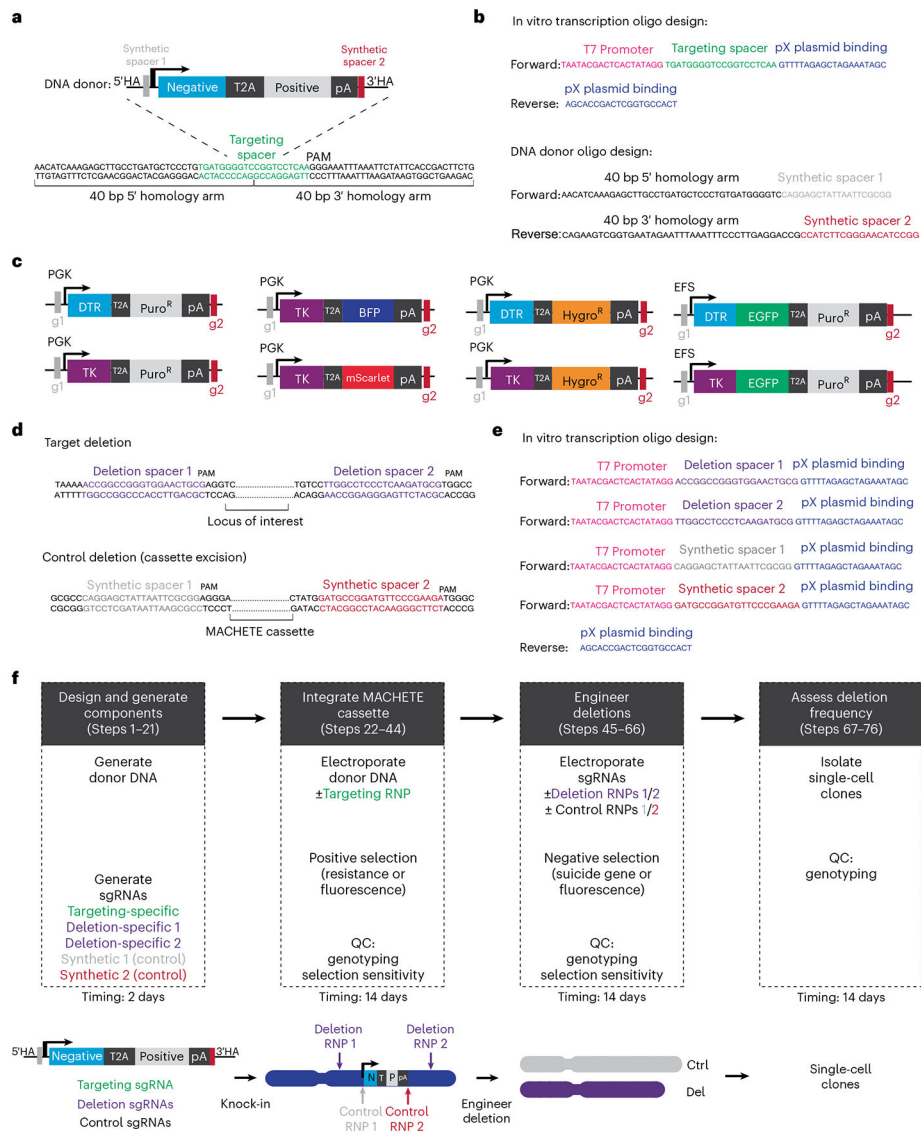 a
Synthetic
spacer 1
Synthetic
spacer 2
DNA donor:
5′HA
3′HA
Negative
T2A
Positive
pA
Targeting
spacer
PAM
AACATCAAAGAGCTTGCCTGATGCTCCCTGTGATGGGGTCCGGTCCTCAAGGGAAATTTAAATTCTATTCACCGACTTCTG
TTGTAGTTTCTCGAACGGACTACGAGGGACACTACCCCAGGCCAGGAGTTCCCTTTAAATTTAAGATAAGTGGCTGAAGAC
40 bp 5′ homology arm
40 bp 3′ homology arm
b
In vitro transcription oligo design:
T7 Promoter
Targeting spacer
pX plasmid binding
Forward: TAATACGACTCACTATAGG TGATGGGGTCCGGTCCTCAA GTTTTAGAGCTAGAAATAGC
pX plasmid binding
Reverse: AGCACCGACTCGGTGCCACT
DNA donor oligo design:
40 bp 5′ homology arm
Synthetic spacer 1
Forward: AACATCAAAGAGCTTGCCTGATGCTCCCTGTGATGGGGTCCAGGAGCTATTAATTCGCGG
40 bp 3′ homology arm
Synthetic spacer 2
Reverse: CAGAAGTCGGTGAATAGAATTTAAATTTCCCTTGAGGACCGCCATCTTCGGGAACATCCGG
c
PGK
g1
DTR
T2A
Puro R
pA
g2
PGK
g1
TK
T2A
BFP
pA
g2
PGK
g1
DTR
T2A
Hygro R
pA
g2
EFS
g1
DTR
EGFP
T2A
Puro R
pA
g2
PGK
g1
TK
T2A
Puro R
pA
g2
PGK
g1
TK
T2A
mScarlet
pA
g2
PGK
g1
TK
T2A
Hygro R
pA
g2
EFS
g1
TK
EGFP
T2A
Puro R
pA
g2
d
Target deletion
Deletion spacer 1
PAM
Deletion spacer 2
PAM
TAAAAACCGGCCGGGTGGAACTGCGAGGTC.....................TGTCCTTGGCCTCCCTCAAGATGCGTGGCC
ATTTTTGGCCGGCCCACCTTGACGCTCCAG.....................ACAGGAACCGGAGGGAGTTCTACGCACCGG
Locus of interest
Control deletion (cassette excision)
Synthetic spacer 1
PAM
Synthetic spacer 2
PAM
GCGCCCAGGAGCTATTAATTCGCGGAGGGA.....................CTATGGATGCCGGATGTTCCCGAAGATGGGC
CGCGGGTCCTCGATAATTAAGCGCCTCCCT.....................GATACCTACGGCCTACAAGGGCTTCTACCCG
MACHETE cassette
e
In vitro transcription oligo design:
T7 Promoter
Deletion spacer 1
pX plasmid binding
Forward: TAATACGACTCACTATAGG ACCGGCCGGGTGGAACTGCG GTTTTAGAGCTAGAAATAGC
T7 Promoter
Deletion spacer 2
pX plasmid binding
Forward: TAATACGACTCACTATAGG TTGGCCTCCCTCAAGATGCG GTTTTAGAGCTAGAAATAGC
T7 Promoter
Synthetic spacer 1
pX plasmid binding
Forward: TAATACGACTCACTATAGG CAGGAGCTATTAATTCGCGG GTTTTAGAGCTAGAAATAGC
T7 Promoter
Synthetic spacer 2
pX plasmid binding
Forward: TAATACGACTCACTATAGG GATGCCGGATGTTCCCGAAGA GTTTTAGAGCTAGAAATAGC
pX plasmid binding
Reverse: AGCACCGACTCGGTGCCACT
f
Design and generate
components
(Steps 1–21)
Generate
donor DNA
Generate
sgRNAs
Targeting-specific
Deletion-specific 1
Deletion-specific 2
Synthetic 1 (control)
Synthetic 2 (control)
Timing: 2 days
Integrate MACHETE
cassette
(Steps 22–44)
Electroporate
donor DNA
±Targeting RNP
Positive selection
(resistance or
fluorescence)
QC:
genotyping
selection sensitivity
Timing: 14 days
Engineer
deletions
(Steps 45–66)
Electroporate
sgRNAs
±Deletion RNPs 1/2
± Control RNPs 1/2
Negative selection
(suicide gene or
fluorescence)
QC:
genotyping
selection sensitivity
Timing: 14 days
Assess deletion
frequency
(Steps 67–76)
Isolate
single-cell
clones
QC:
genotyping
Timing: 14 days
5′HA
3′HA
Negative
T2A
Positive
pA
Targeting sgRNA
Deletion sgRNAs
Control sgRNAs
Knock-in
Deletion
RNP 1
Deletion
RNP 2
N
T
P
pA
Control
RNP 1
Control
RNP 2
Engineer
deletion
Ctrl
Del
Single-cell
clones